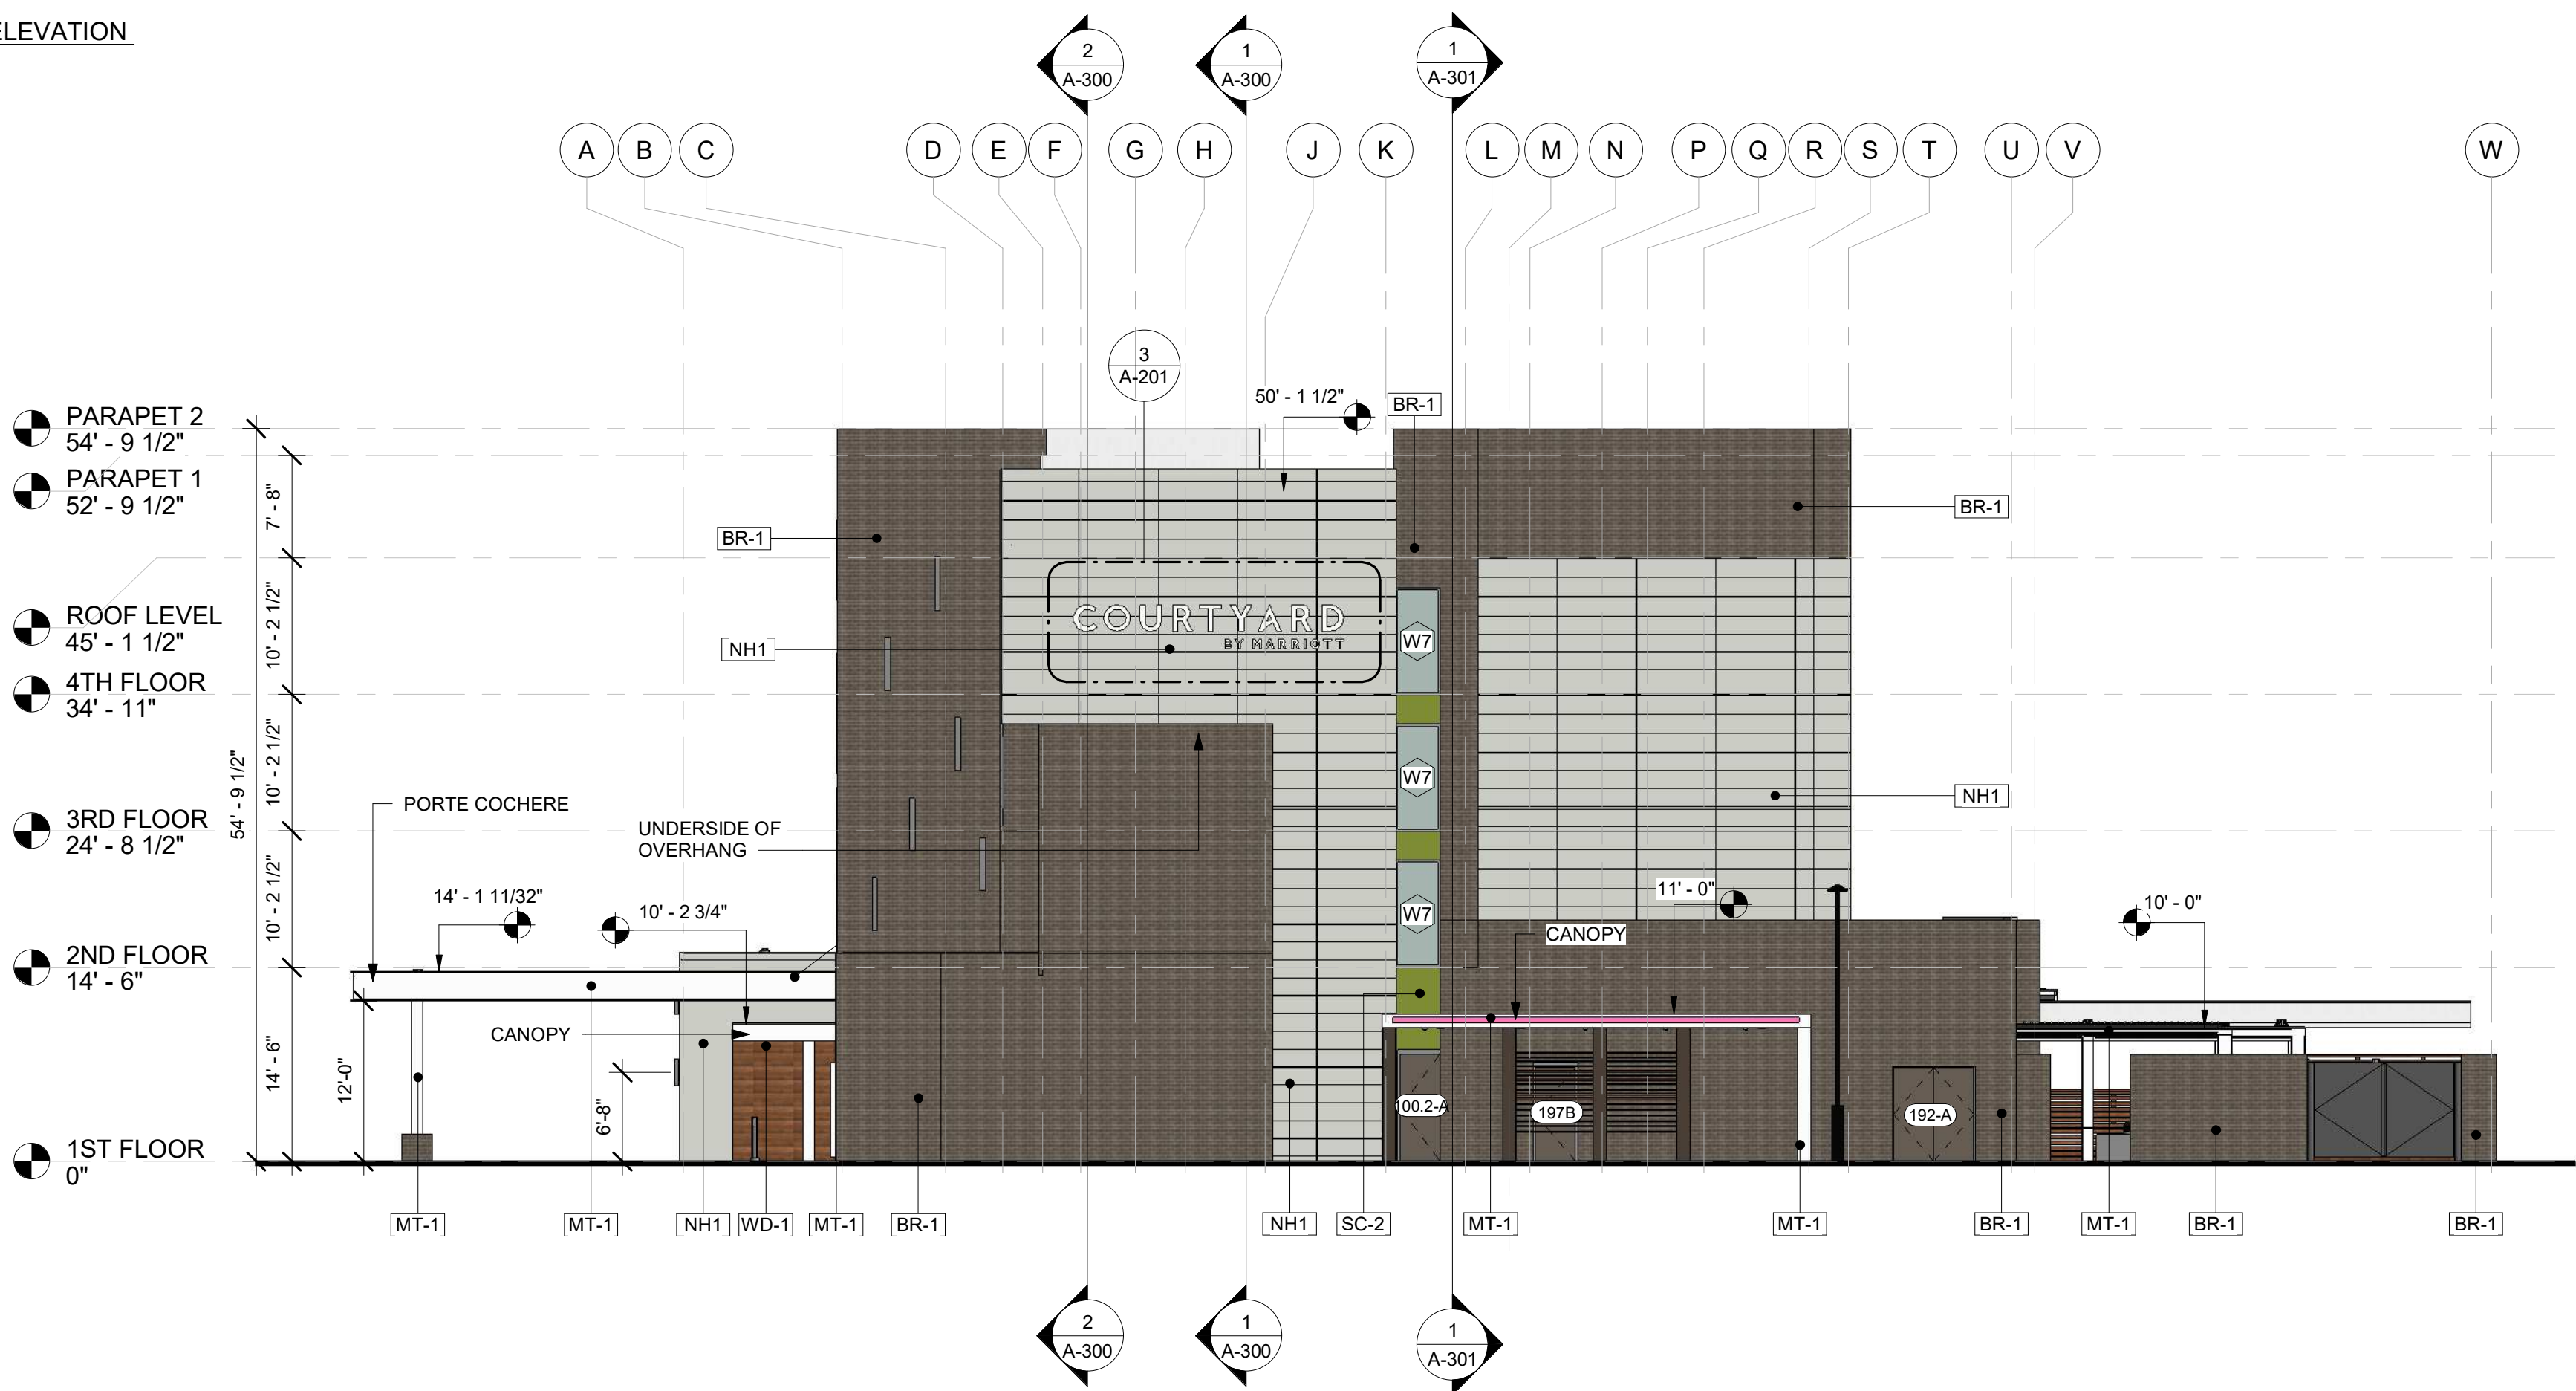 ELEVATION
2
A-300
1
A-300
1
A-301
A B C D E F G H J K L M N P Q R S T U V W
3
A-201
50' - 1 1/2"
BR-1
PARAPET 2
54' - 9 1/2"
PARAPET 1
52' - 9 1/2"
ROOF LEVEL
45' - 1 1/2"
4TH FLOOR
34' - 11"
3RD FLOOR
24' - 8 1/2"
2ND FLOOR
14' - 6"
1ST FLOOR
0"
54' - 9 1/2"
7' - 8"
10' - 2 1/2"
10' - 2 1/2"
10' - 2 1/2"
14' - 6"
12'-0"
6'-8"
BR-1
BR-1
NH1
COURTYARD
BY MARRIOTT
W7
W7
W7
NH1
PORTE COCHERE
UNDERSIDE OF
OVERHANG
14' - 1 11/32"
10' - 2 3/4"
11' - 0"
10' - 0"
CANOPY
CANOPY
100.2-A
197B
192-A
MT-1
MT-1
NH1
WD-1
MT-1
BR-1
NH1
SC-2
MT-1
MT-1
BR-1
MT-1
BR-1
BR-1
2
A-300
1
A-300
1
A-301